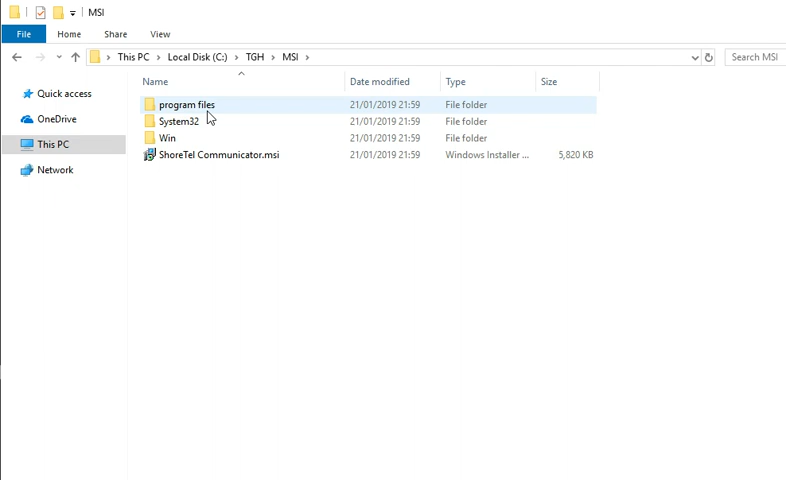 MSI
File Home Share View
This PC Local Disk (C:) TGH MSI Search MSI
Name Date modified Type Size
Quick access
OneDrive
This PC
Network
program files 21/01/2019 21:59 File folder
System32 21/01/2019 21:59 File folder
Win 21/01/2019 21:59 File folder
ShoreTel Communicator.msi 21/01/2019 21:59 Windows Installer ... 5,820 KB